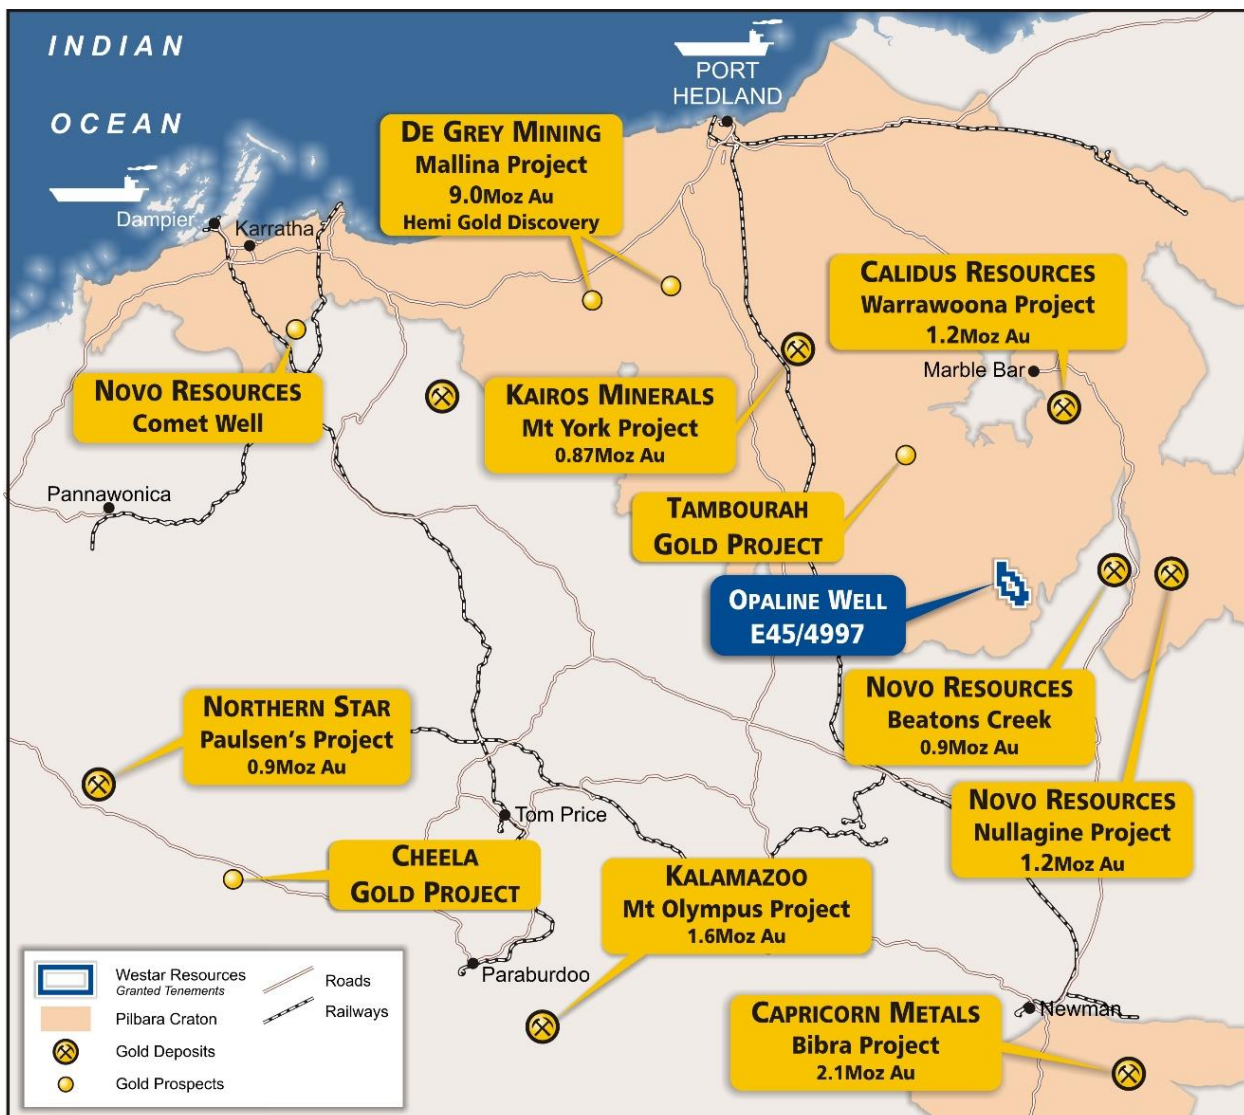 INDIAN
OCEAN
PORT
HEDLAND
Dampier
Karratha
DE GREY MINING
Mallina Project
9.0Moz Au
Hemi Gold Discovery
CALIDUS RESOURCES
Warrawoona Project
1.2Moz Au
Marble Bar
NOVO RESOURCES
Comet Well
KAIROS MINERALS
Mt York Project
0.87Moz Au
Pannawonica
TAMBOURAH
GOLD PROJECT
OPALINE WELL
E45/4997
NOVO RESOURCES
Beatons Creek
0.9Moz Au
NORTHERN STAR
Paulsen's Project
0.9Moz Au
NOVO RESOURCES
Nullagine Project
1.2Moz Au
Tom Price
CHEELA
GOLD PROJECT
KALAMAZOO
Mt Olympus Project
1.6Moz Au
Paraburdoo
Newman
CAPRICORN METALS
Bibra Project
2.1Moz Au
Westar Resources
Granted Tenements
Pilbara Craton
Gold Deposits
Gold Prospects
Roads
Railways